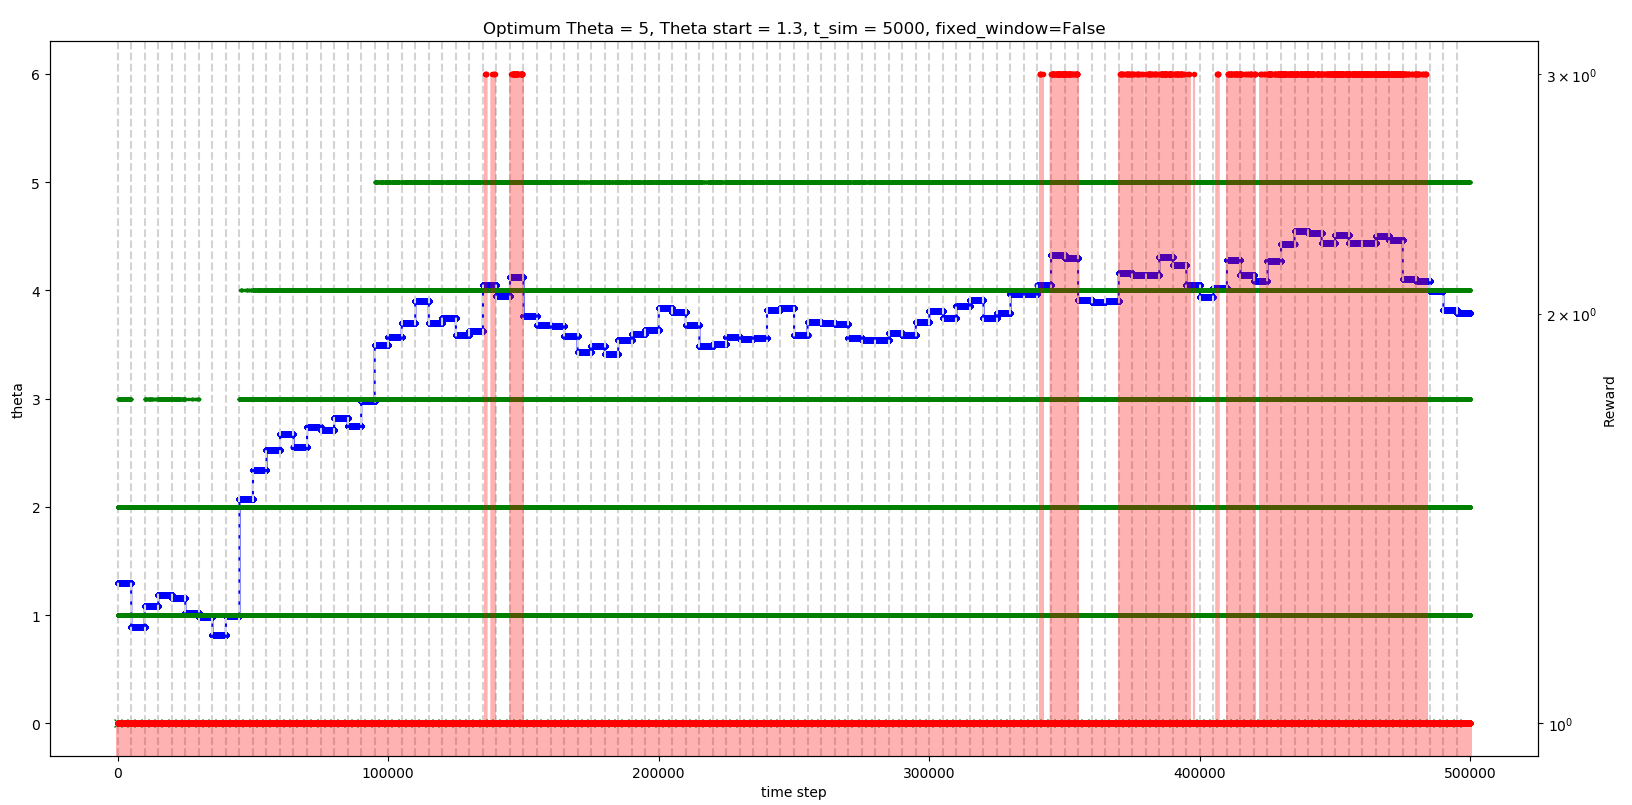 Optimum Theta = 5, Theta start = 1.3, t_sim = 5000, fixed_window=False
6
5
4
3
2
1
0
theta
3 × 10⁰
2 × 10⁰
10⁰
Reward
0
100000
200000
300000
400000
500000
time step